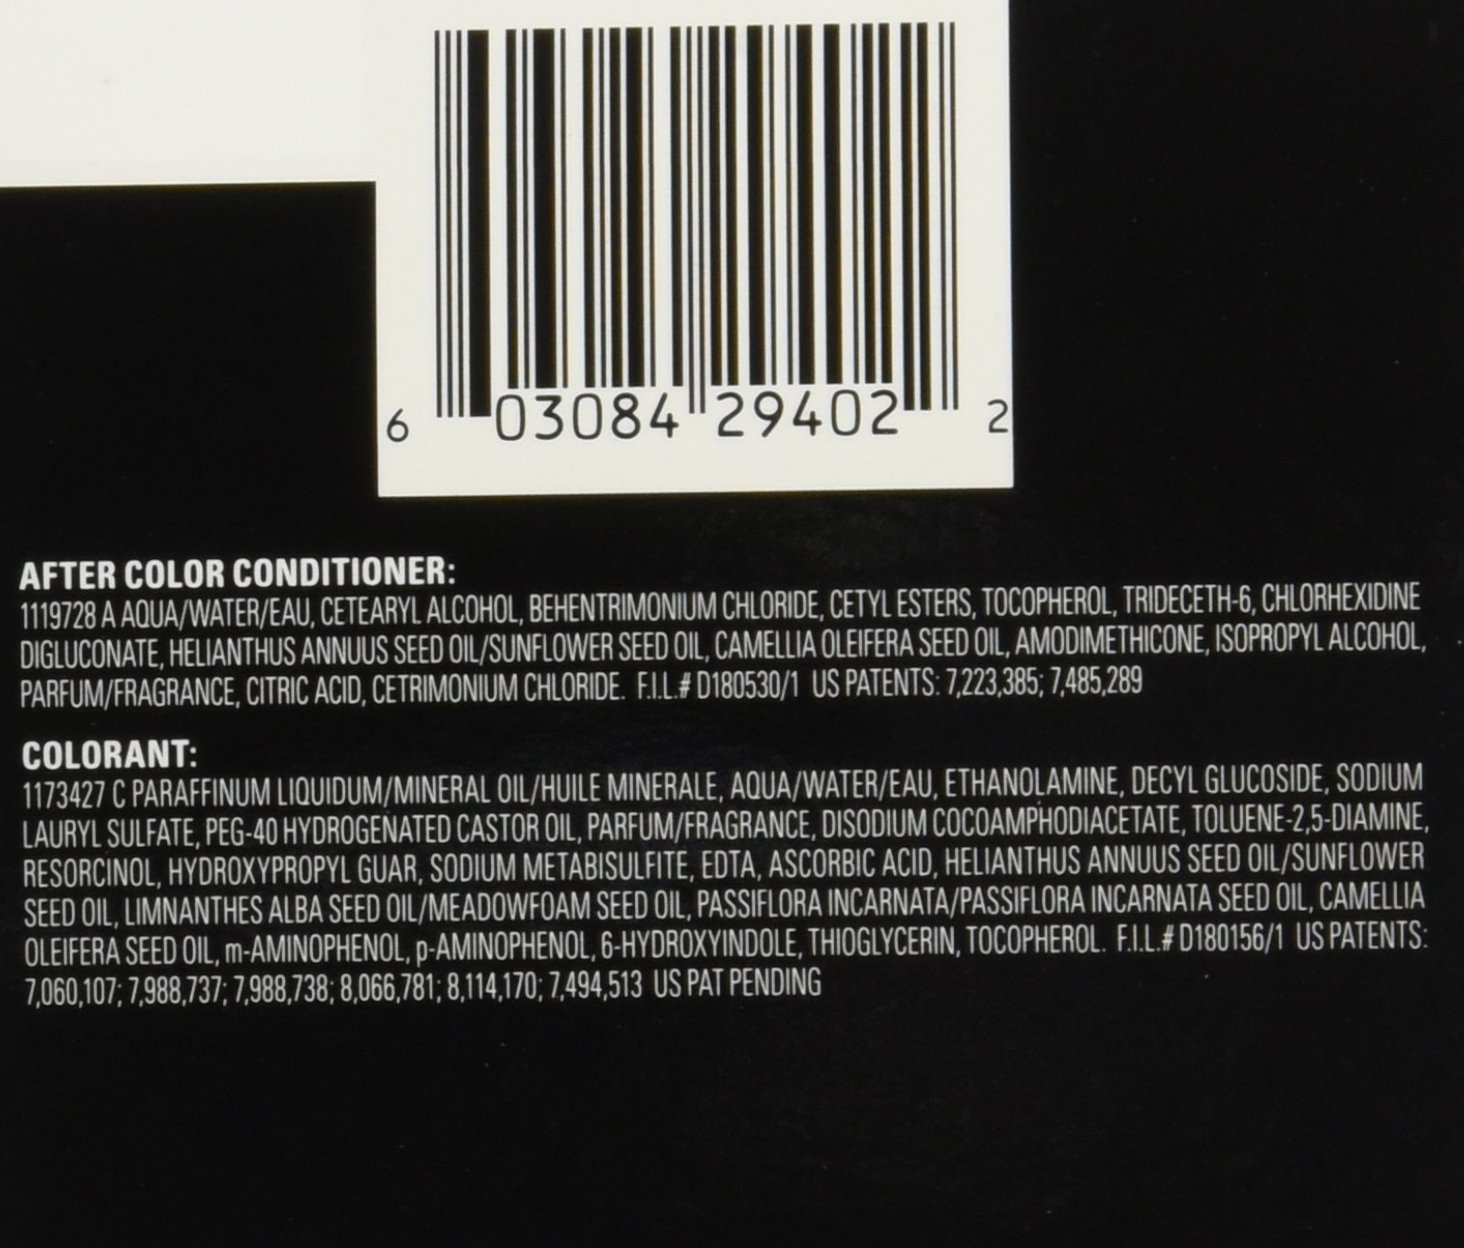 6 03084 29402 2
AFTER COLOR CONDITIONER:
1119728 A AQUA/WATER/EAU, CETEARYL ALCOHOL, BEHENTRIMONIUM CHLORIDE, CETYL ESTERS, TOCOPHEROL, TRIDECETH-6, CHLORHEXIDINE
DIGLUCONATE, HELIANTHUS ANNUUS SEED OIL/SUNFLOWER SEED OIL, CAMELLIA OLEIFERA SEED OIL, AMODIMETHICONE, ISOPROPYL ALCOHOL,
PARFUM/FRAGRANCE, CITRIC ACID, CETRIMONIUM CHLORIDE. F.I.L.# D180530/1 US PATENTS: 7,223,385; 7,485,289
COLORANT:
1173427 C PARAFFINUM LIQUIDUM/MINERAL OIL/HUILE MINERALE, AQUA/WATER/EAU, ETHANOLAMINE, DECYL GLUCOSIDE, SODIUM
LAURYL SULFATE, PEG-40 HYDROGENATED CASTOR OIL, PARFUM/FRAGRANCE, DISODIUM COCOAMPHODIACETATE, TOLUENE-2,5-DIAMINE,
RESORCINOL, HYDROXYPROPYL GUAR, SODIUM METABISULFITE, EDTA, ASCORBIC ACID, HELIANTHUS ANNUUS SEED OIL/SUNFLOWER
SEED OIL, LIMNANTHES ALBA SEED OIL/MEADOWFOAM SEED OIL, PASSIFLORA INCARNATA/PASSIFLORA INCARNATA SEED OIL, CAMELLIA
OLEIFERA SEED OIL, m-AMINOPHENOL, p-AMINOPHENOL, 6-HYDROXYINDOLE, THIOGLYCERIN, TOCOPHEROL. F.I.L.# D180156/1 US PATENTS:
7,060,107; 7,988,737; 7,988,738; 8,066,781; 8,114,170; 7,494,513 US PAT PENDING